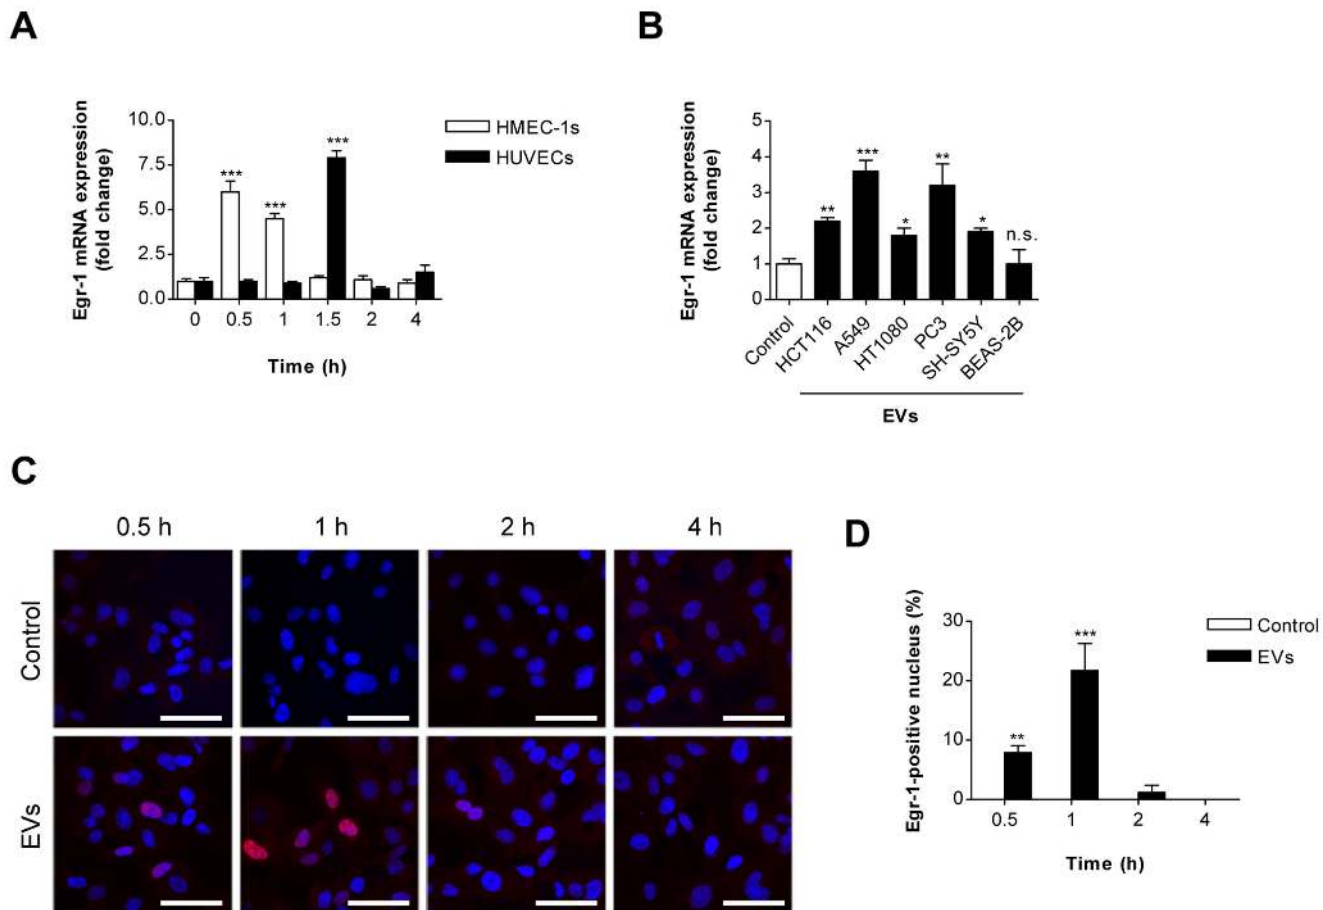 A
Egr-1 mRNA expression
(fold change)
10.0
7.5
5.0
2.5
0.0
***
***
***
0
0.5
1
1.5
2
4
Time (h)
HMEC-1s
HUVECs
B
Egr-1 mRNA expression
(fold change)
5
4
3
2
1
0
**
***
*
**
*
n.s.
Control
HCT116
A549
HT1080
PC3
SH-SY5Y
BEAS-2B
EVs
C
0.5 h
1 h
2 h
4 h
Control
EVs
D
Egr-1-positive nucleus (%)
30
20
10
0
**
***
0.5
1
2
4
Time (h)
Control
EVs